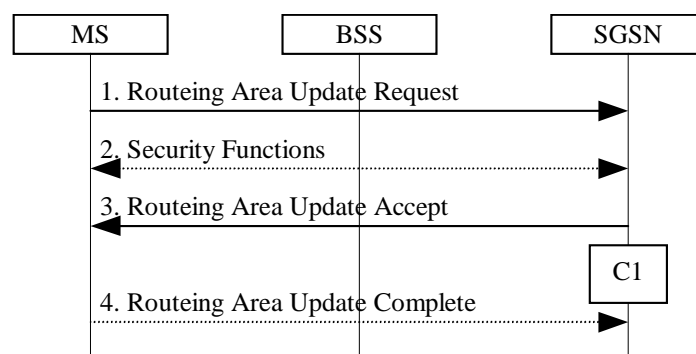 MS BSS SGSN
1. Routeing Area Update Request
2. Security Functions
3. Routeing Area Update Accept
C1
4. Routeing Area Update Complete